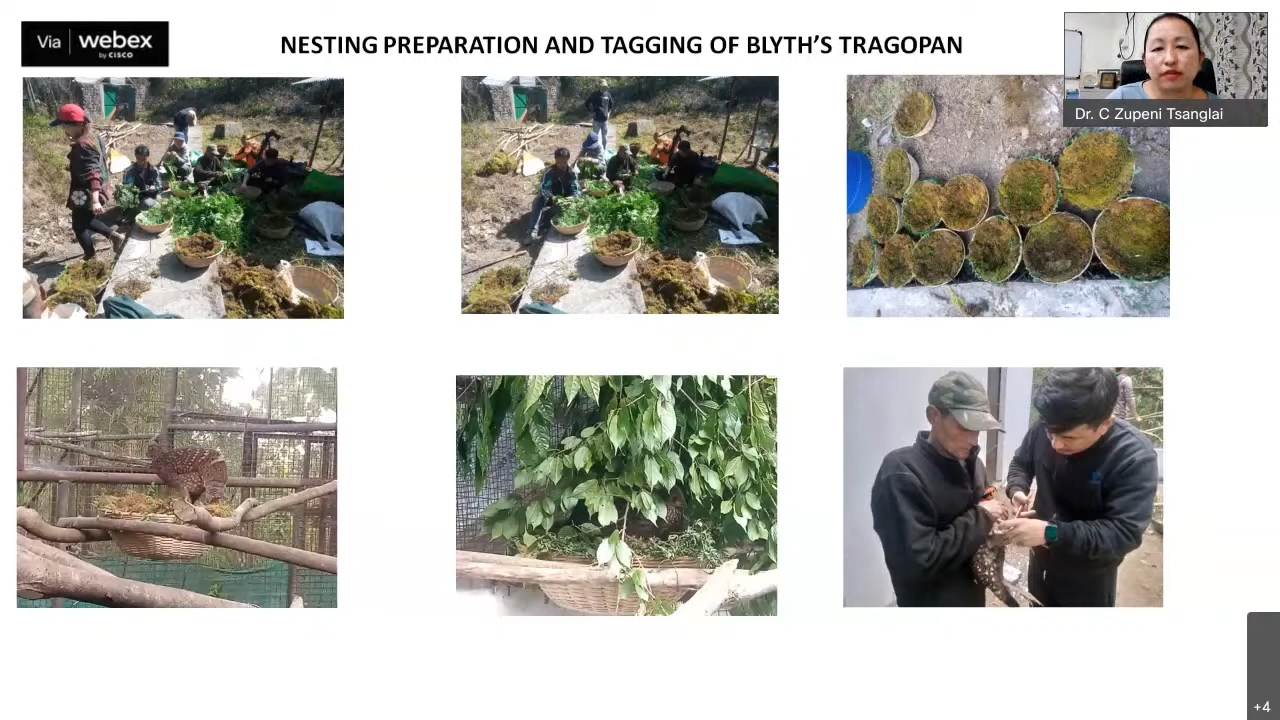 Via webex
by CISCO
NESTING PREPARATION AND TAGGING OF BLYTH’S TRAGOPAN
Dr. C Zupeni Tsanglai
+4